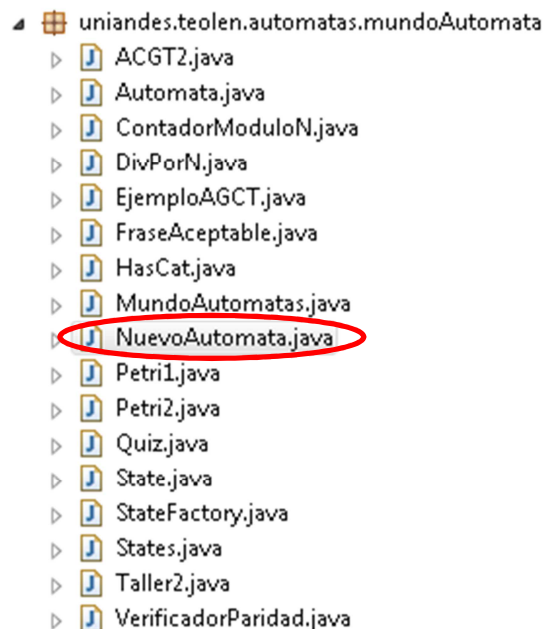 uniandes.teolen.automatas.mundoAutomata
ACGT2.java
Automata.java
ContadorModuloN.java
DivPorN.java
EjemploAGCT.java
FraseAceptable.java
HasCat.java
MundoAutomatas.java
NuevoAutomata.java
Petri1.java
Petri2.java
Quiz.java
State.java
StateFactory.java
States.java
Taller2.java
VerificadorParidad.java